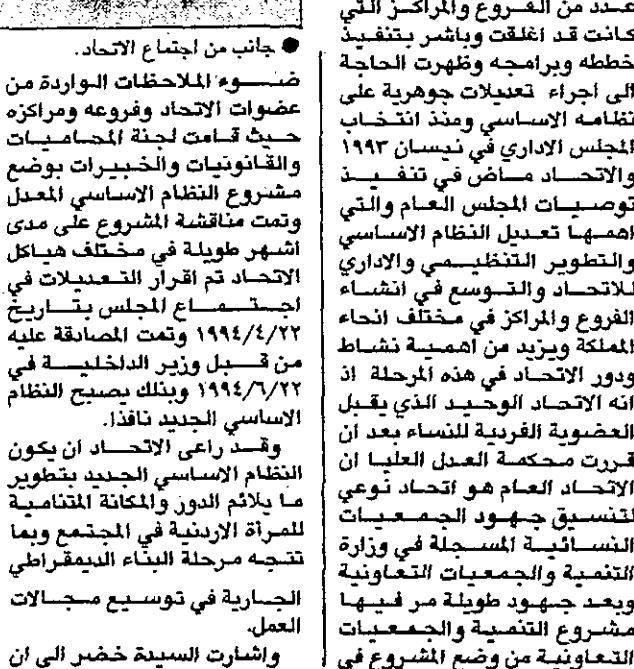 عدد من الفروع والمراكز التي
كانت قد اغلقت وباشر بتنفيذ
خططه وبرامجه وظهرت الحاجة
الى اجراء تعديلات جوهرية على
نظامه الاساسي ومنذ انتخاب
المجلس الاداري في نيسان ١٩٩٣
والاتحاد ماض في تنفيذ
توصيات المجلس العام والتي
اهمها تعديل النظام الاساسي
والتطوير التنظيمي والاداري
للاتحاد والتوسع في انشاء
الفروع والمراكز في مختلف انحاء
المملكة ويزيد من اهمية نشاط
ودور الاتحاد في هذه المرحلة اذ
انه الاتحاد الوحيد الذي يقبل
العضوية الفردية للنساء بعد ان
قررت محكمة العدل العليا ان
الاتحاد العام هو اتحاد نوعي
لتنسيق جهود الجمعيات
النسائية المسجلة في وزارة
التنمية والجمعيات التعاونية
وبعد جهود طويلة مر فيها
مشروع التنمية والجمعيات
التعاونية من وضع المشروع في
● جانب من اجتماع الاتحاد.
ضوء الملاحظات الواردة من
عضوات الاتحاد وفروعه ومراكزه
حيث قامت لجنة المحاميات
والقانونيات والخبيرات بوضع
مشروع النظام الاساسي المعدل
وتمت مناقشة المشروع على مدى
اشهر طويلة في مختلف هياكل
الاتحاد تم اقرار التعديلات في
اجتماع المجلس بتاريخ
١٩٩٤/٤/٢٢ وتمت المصادقة عليه
من قبل وزير الداخلية في
١٩٩٤/٦/٢٢ وبذلك يصبح النظام
الاساسي الجديد نافذا.
وقد راعى الاتحاد ان يكون
النظام الاساسي الجديد بتطوير
ما يلائم الدور والمكانة المتنامية
للمرأة الاردنية في المجتمع وبما
تتجه مرحلة البناء الديمقراطي
الجارية في توسيع مجالات
العمل.
واشارت السيدة خضر الى ان